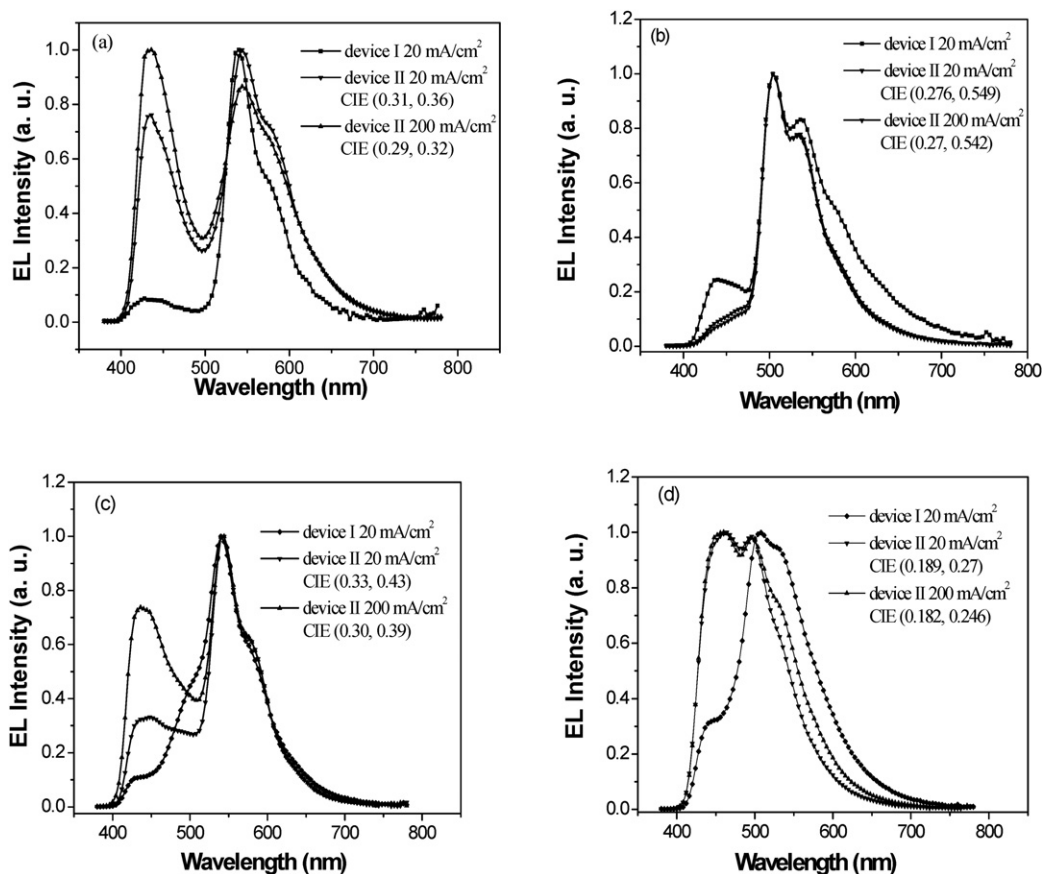 (a)
device I 20 mA/cm²
device II 20 mA/cm²
CIE (0.31, 0.36)
device II 200 mA/cm²
CIE (0.29, 0.32)
EL Intensity (a. u.)
1.0
0.8
0.6
0.4
0.2
0.0
400 500 600 700 800
Wavelength (nm)
(b)
device I 20 mA/cm²
device II 20 mA/cm²
CIE (0.276, 0.549)
device II 200 mA/cm²
CIE (0.27, 0.542)
EL Intensity (a. u.)
1.2
1.0
0.8
0.6
0.4
0.2
0.0
400 500 600 700 800
Wavelength (nm)
(c)
device I 20 mA/cm²
device II 20 mA/cm²
CIE (0.33, 0.43)
device II 200 mA/cm²
CIE (0.30, 0.39)
EL Intensity (a. u.)
1.2
1.0
0.8
0.6
0.4
0.2
0.0
400 500 600 700 800
Wavelength (nm)
(d)
device I 20 mA/cm²
device II 20 mA/cm²
CIE (0.189, 0.27)
device II 200 mA/cm²
CIE (0.182, 0.246)
EL Intensity (a. u.)
1.2
1.0
0.8
0.6
0.4
0.2
0.0
400 500 600 700 800
Wavelength (nm)